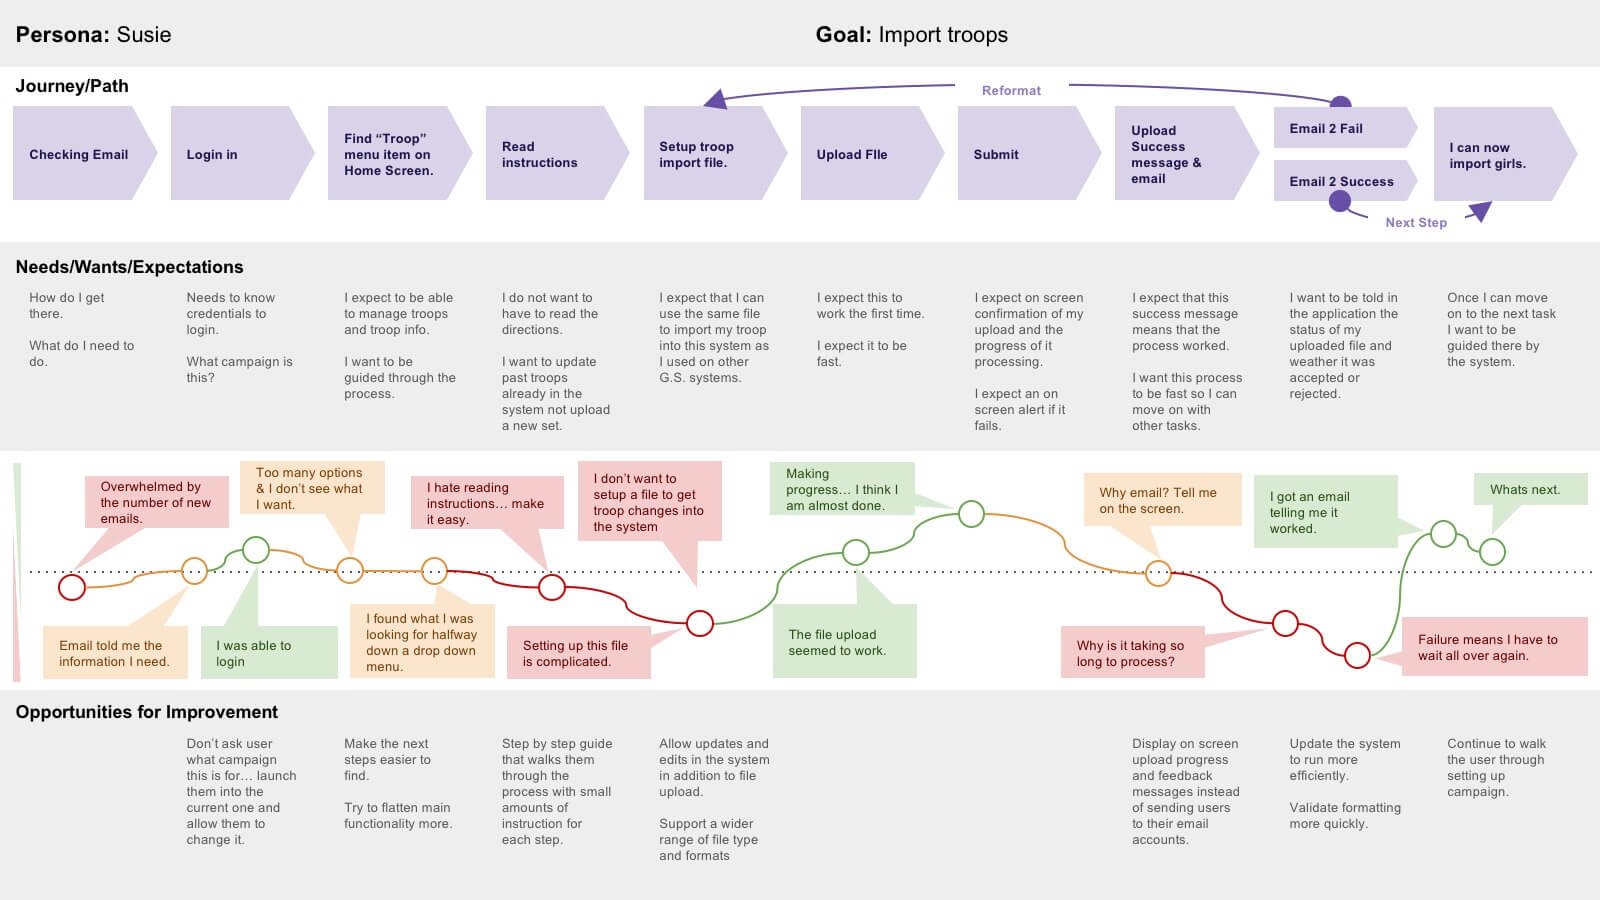 Persona: Susie
Goal: Import troops
Journey/Path
Reformat
Checking Email
Login in
Find “Troop”
menu item on
Home Screen.
Read
instructions
Setup troop
import file.
Upload FIle
Submit
Upload
Success
message &
email
Email 2 Fail
Email 2 Success
I can now
import girls.
Next Step
Needs/Wants/Expectations
How do I get
there.
What do I need to
do.
Needs to know
credentials to
login.
What campaign is
this?
I expect to be able
to manage troops
and troop info.
I want to be
guided through the
process.
I do not want to
have to read the
directions.
I want to update
past troops
already in the
system not upload
a new set.
I expect that I can
use the same file
to import my troop
into this system as
I used on other
G.S. systems.
I expect this to
work the first time.
I expect it to be
fast.
I expect on screen
confirmation of my
upload and the
progress of it
processing.
I expect an on
screen alert if it
fails.
I expect that this
success message
means that the
process worked.
I want this process
to be fast so I can
move on with
other tasks.
I want to be told in
the application the
status of my
uploaded file and
weather it was
accepted or
rejected.
Once I can move
on to the next task
I want to be
guided there by
the system.
Overwhelmed by
the number of new
emails.
Too many options
& I don’t see what
I want.
I hate reading
instructions… make
it easy.
I don’t want to
setup a file to get
troop changes into
the system
Making
progress… I think I
am almost done.
Why email? Tell me
on the screen.
I got an email
telling me it
worked.
Whats next.
Email told me the
information I need.
I was able to
login
I found what I was
looking for halfway
down a drop down
menu.
Setting up this file
is complicated.
The file upload
seemed to work.
Why is it taking so
long to process?
Failure means I have to
wait all over again.
Opportunities for Improvement
Don’t ask user
what campaign
this is for… launch
them into the
current one and
allow them to
change it.
Make the next
steps easier to
find.
Try to flatten main
functionality more.
Step by step guide
that walks them
through the
process with small
amounts of
instruction for
each step.
Allow updates and
edits in the system
in addition to file
upload.
Support a wider
range of file type
and formats
Display on screen
upload progress
and feedback
messages instead
of sending users
to their email
accounts.
Update the system
to run more
efficiently.
Validate formatting
more quickly.
Continue to walk
the user through
setting up
campaign.